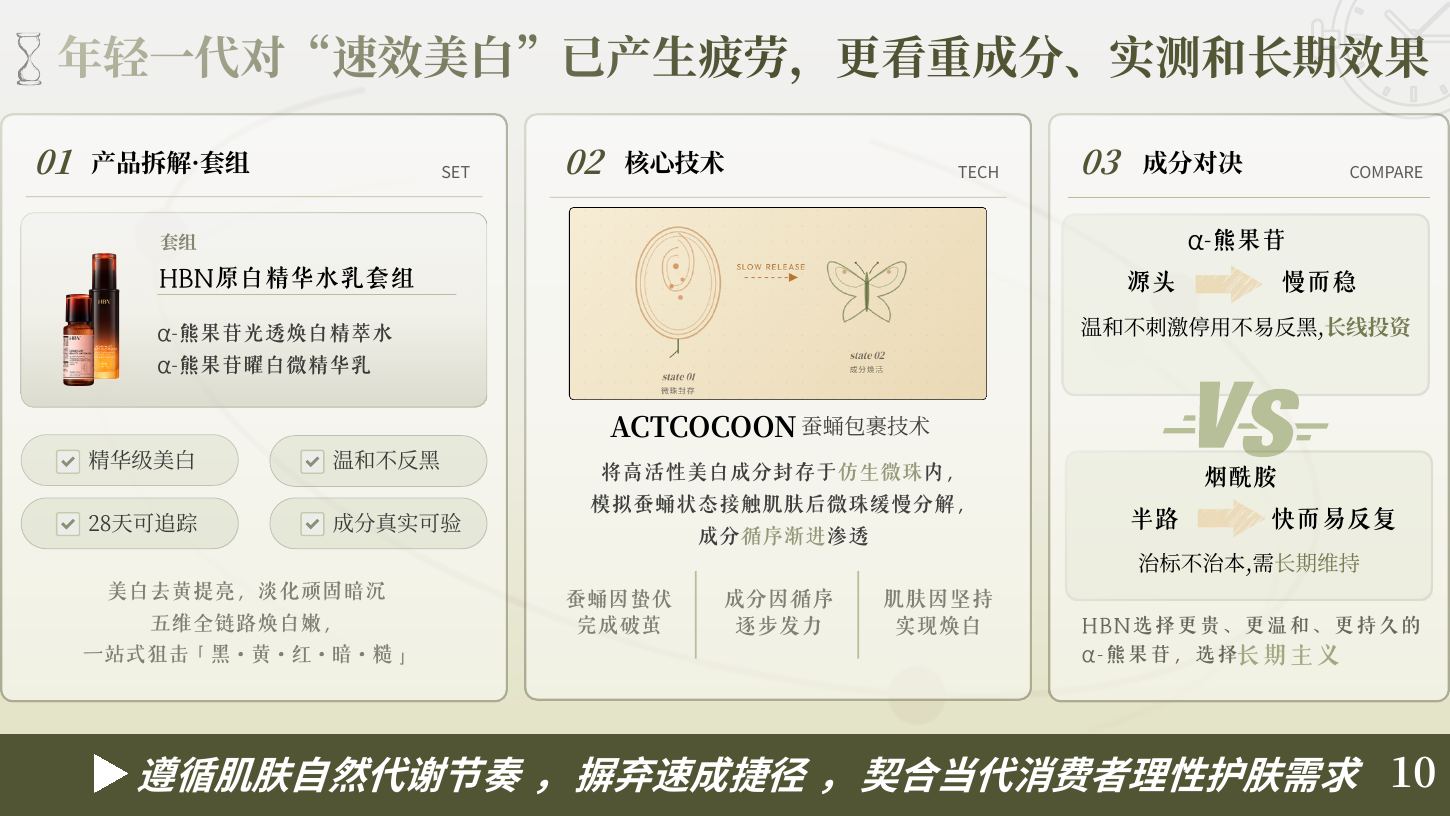 年轻一代对“速效美白”已产生疲劳，更看重成分、实测和长期效果
01 产品拆解·套组
SET
套组
HBN原白精华水乳套组
α-熊果苷光透焕白精萃水
α-熊果苷曜白微精华乳
HBN
HBN
精华级美白
温和不反黑
28天可追踪
成分真实可验
美白去黄提亮，淡化顽固暗沉
五维全链路焕白嫩，
一站式狙击「黑·黄·红·暗·糙」
02 核心技术
TECH
SLOW RELEASE
state 01
微珠封存
state 02
成分焕活
ACTCOCOON 蚕蛹包裹技术
将高活性美白成分封存于仿生微珠内，
模拟蚕蛹状态接触肌肤后微珠缓慢分解，
成分循序渐进渗透
蚕蛹因蛰伏
完成破茧
成分因循序
逐步发力
肌肤因坚持
实现焕白
03 成分对决
COMPARE
α-熊果苷
源头 慢而稳
温和不刺激停用不易反黑,长线投资
VS
烟酰胺
半路 快而易反复
治标不治本,需长期维持
HBN选择更贵、更温和、更持久的
α-熊果苷，选择长期主义
遵循肌肤自然代谢节奏 ，摒弃速成捷径 ，契合当代消费者理性护肤需求
10